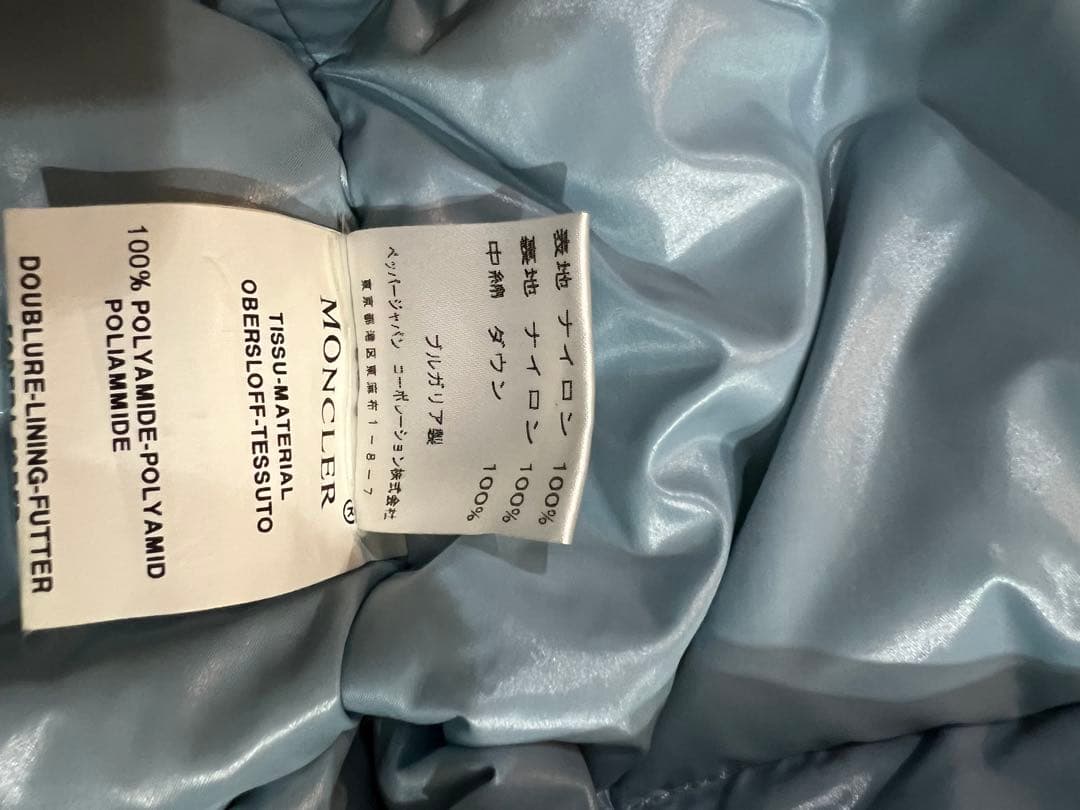 表地 ナイロン 100%
裏地 ナイロン 100%
中綿 ダウン 100%
ブルガリア製
ペッパージャパン コーポレーション株式会社
東京都港区東麻布1-8-7
MONCLER®
TISSU-MATERIAL
OBERSLOFF-TESSUTO
100% POLYAMIDE-POLYAMID
POLIAMMIDE
DOUBLURE-LINING-FUTTER